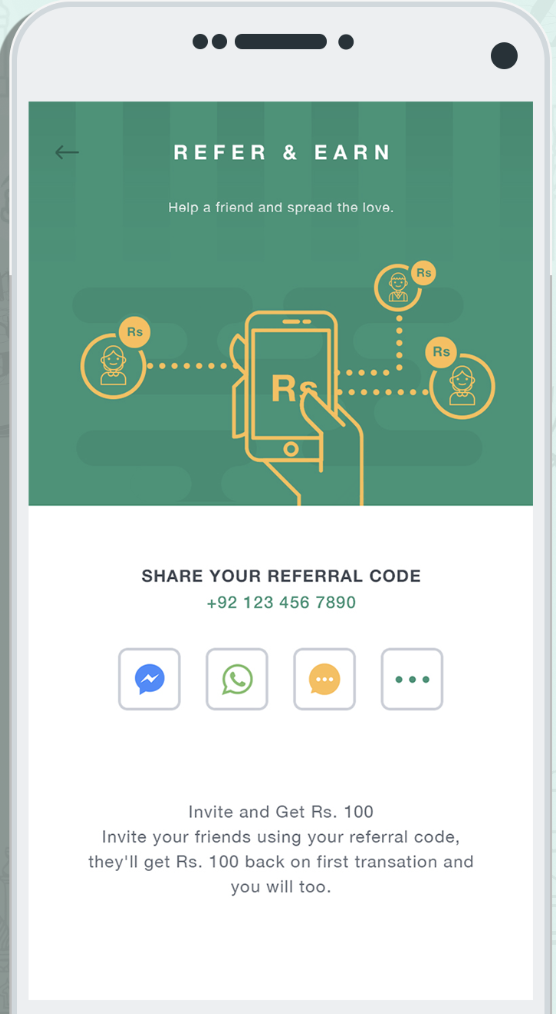 REFER & EARN
Help a friend and spread the love.
Rs
Rs
Rs
Rs
SHARE YOUR REFERRAL CODE
+92 123 456 7890
Invite and Get Rs. 100
Invite your friends using your referral code,
they'll get Rs. 100 back on first transation and
you will too.